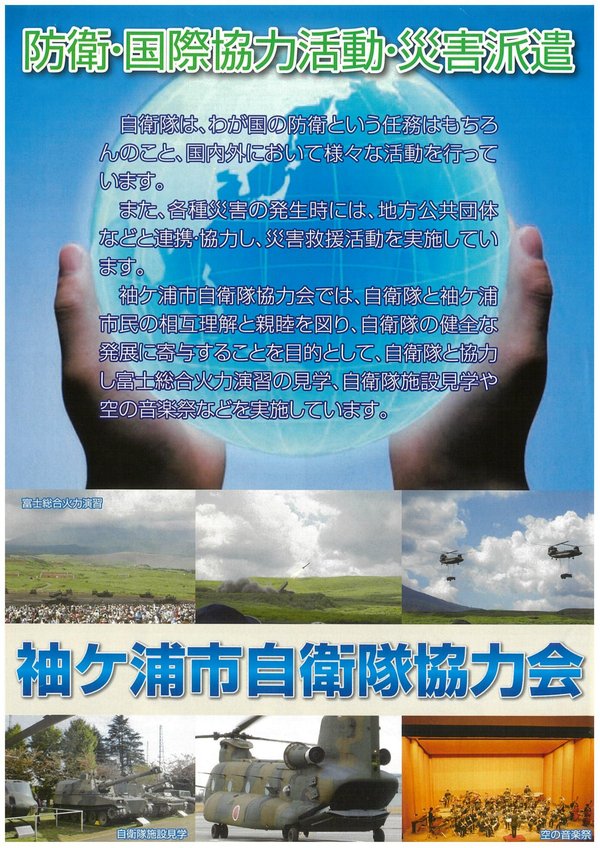 防衛・国際協力活動・災害派遣
自衛隊は、わが国の防衛という任務はもちろ
んのこと、国内外において様々な活動を行って
います。
また、各種災害の発生時には、地方公共団体
などと連携・協力し、災害救援活動を実施してい
ます。
袖ケ浦市自衛隊協力会では、自衛隊と袖ケ浦
市民の相互理解と親睦を図り、自衛隊の健全な
発展に寄与することを目的として、自衛隊と協力
し富士総合火力演習の見学、自衛隊施設見学や
空の音楽祭などを実施しています。
富士総合火力演習
袖ケ浦市自衛隊協力会
自衛隊施設見学
空の音楽祭